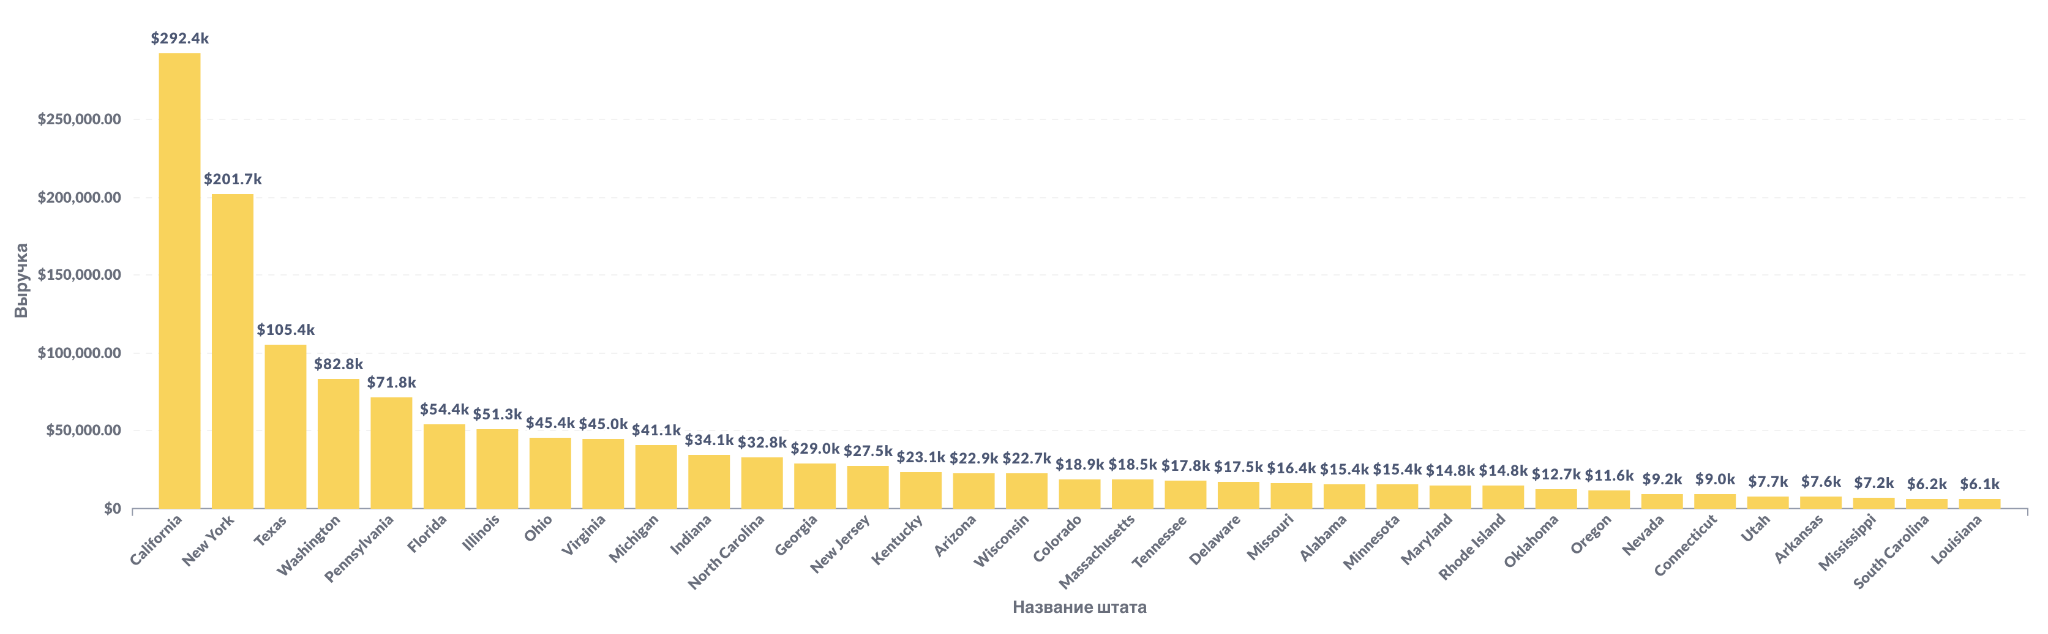 $292.4k
$250,000.00
$201.7k
$200,000.00
Выручка
$150,000.00
$105.4k
$100,000.00
$82.8k
$71.8k
$54.4k $51.3k $45.4k $45.0k $41.1k $34.1k $32.8k $29.0k $27.5k $23.1k $22.9k $22.7k $18.9k $18.5k $17.8k $17.5k $16.4k $15.4k $15.4k $14.8k $14.8k $12.7k $11.6k $9.2k $9.0k $7.7k $7.6k $7.2k $6.2k $6.1k
$50,000.00
$0
California
New York
Texas
Washington
Pennsylvania
Florida
Illinois
Ohio
Virginia
Michigan
Indiana
North Carolina
Georgia
New Jersey
Kentucky
Arizona
Wisconsin
Colorado
Massachusetts
Tennessee
Delaware
Missouri
Alabama
Minnesota
Maryland
Rhode Island
Oklahoma
Oregon
Nevada
Connecticut
Utah
Arkansas
Mississippi
South Carolina
Louisiana
Название штата